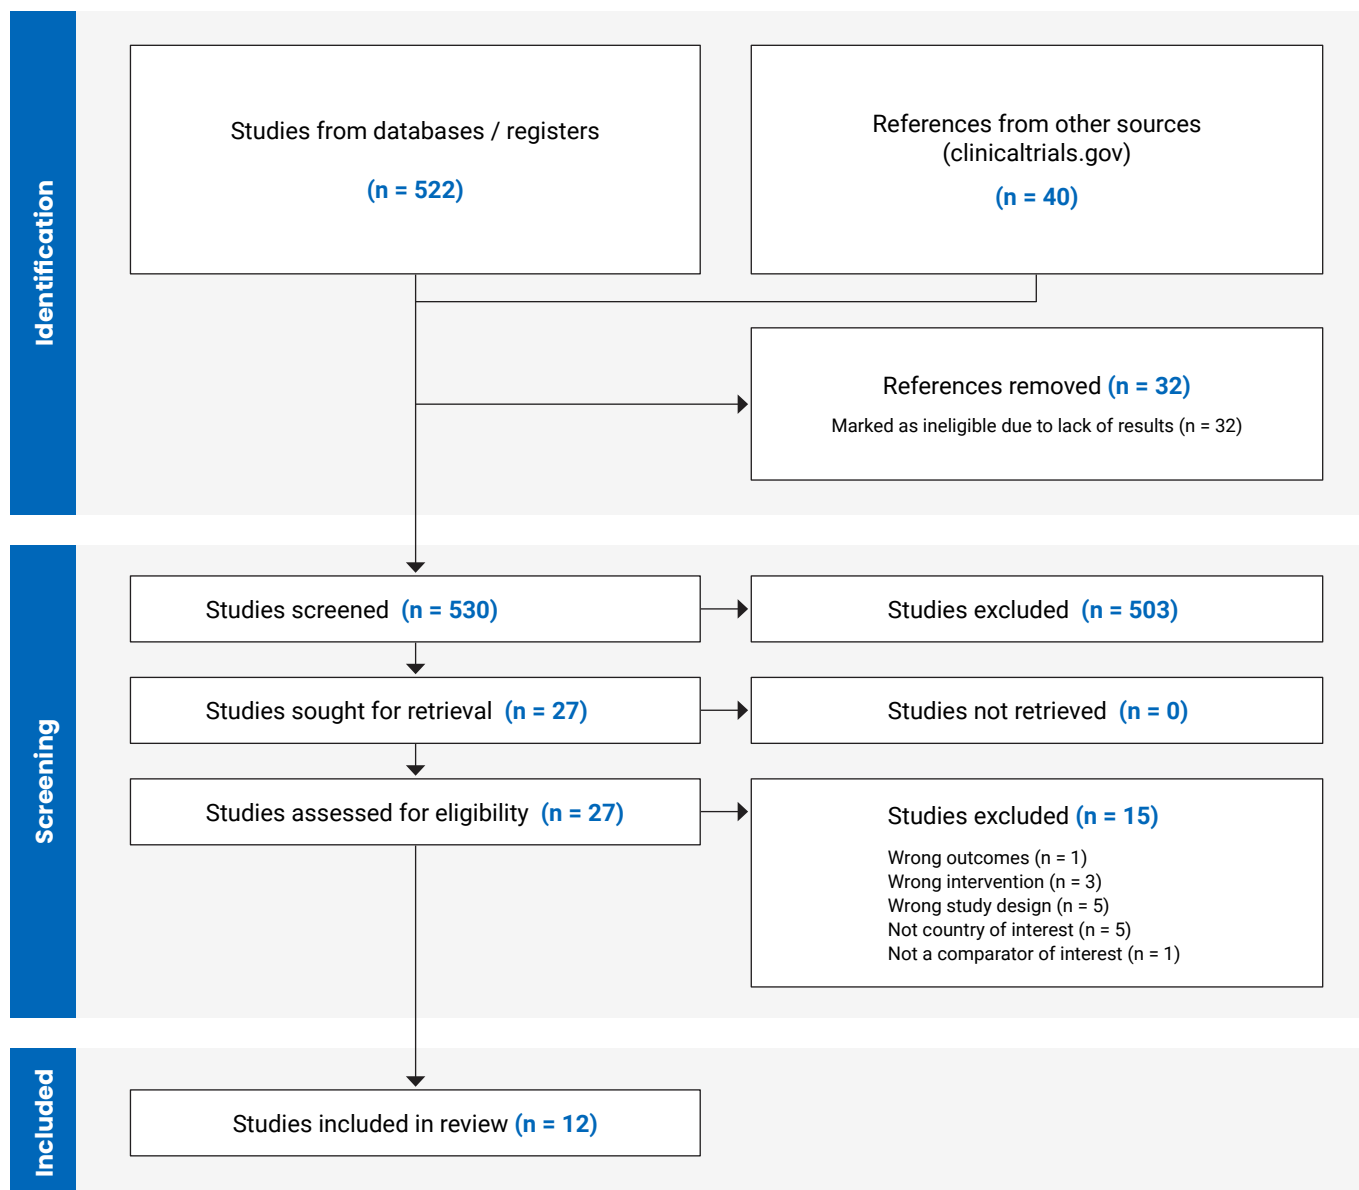 Identification
Studies from databases / registers
(n = 522)
References from other sources
(clinicaltrials.gov)
(n = 40)
References removed (n = 32)
Marked as ineligible due to lack of results (n = 32)
Screening
Studies screened (n = 530)
Studies excluded (n = 503)
Studies sought for retrieval (n = 27)
Studies not retrieved (n = 0)
Studies assessed for eligibility (n = 27)
Studies excluded (n = 15)
Wrong outcomes (n = 1)
Wrong intervention (n = 3)
Wrong study design (n = 5)
Not country of interest (n = 5)
Not a comparator of interest (n = 1)
Included
Studies included in review (n = 12)